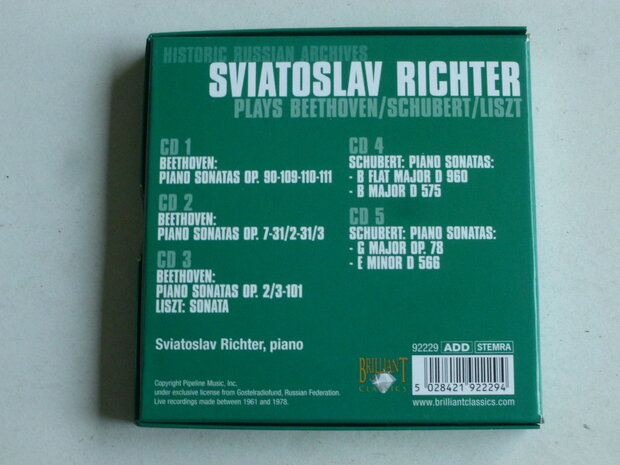 HISTORIC RUSSIAN ARCHIVES
SVIATOSLAV RICHTER
PLAYS BEETHOVEN/SCHUBERT/LISZT
CD 1
BEETHOVEN:
PIANO SONATAS OP. 90-109-110-111
CD 2
BEETHOVEN:
PIANO SONATAS OP. 7-31/2-31/3
CD 3
BEETHOVEN:
PIANO SONATAS OP. 2/3-101
LISZT: SONATA
CD 4
SCHUBERT: PIANO SONATAS:
- B FLAT MAJOR D 960
- B MAJOR D 575
CD 5
SCHUBERT: PIANO SONATAS:
- G MAJOR OP. 78
- E MINOR D 566
Sviatoslav Richter, piano
Copyright Pipeline Music, Inc.
under exclusive license from Gostelradiofund, Russian Federation.
Live recordings made between 1961 and 1978.
BRILLIANT
CLASSICS
92229 ADD STEMRA
5 028421 922294
www.brilliantclassics.com